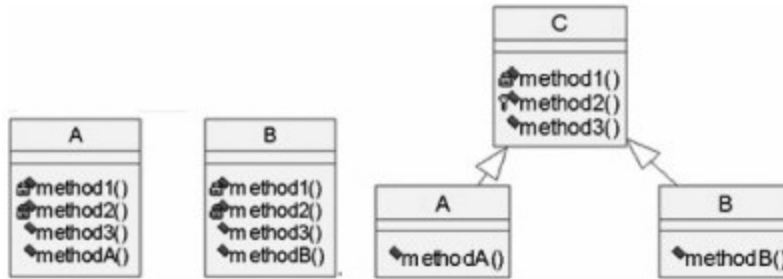 A
method1()
method2()
method3()
methodA()
B
method1()
method2()
method3()
methodB()
C
method1()
method2()
method3()
A
methodA()
B
methodB()